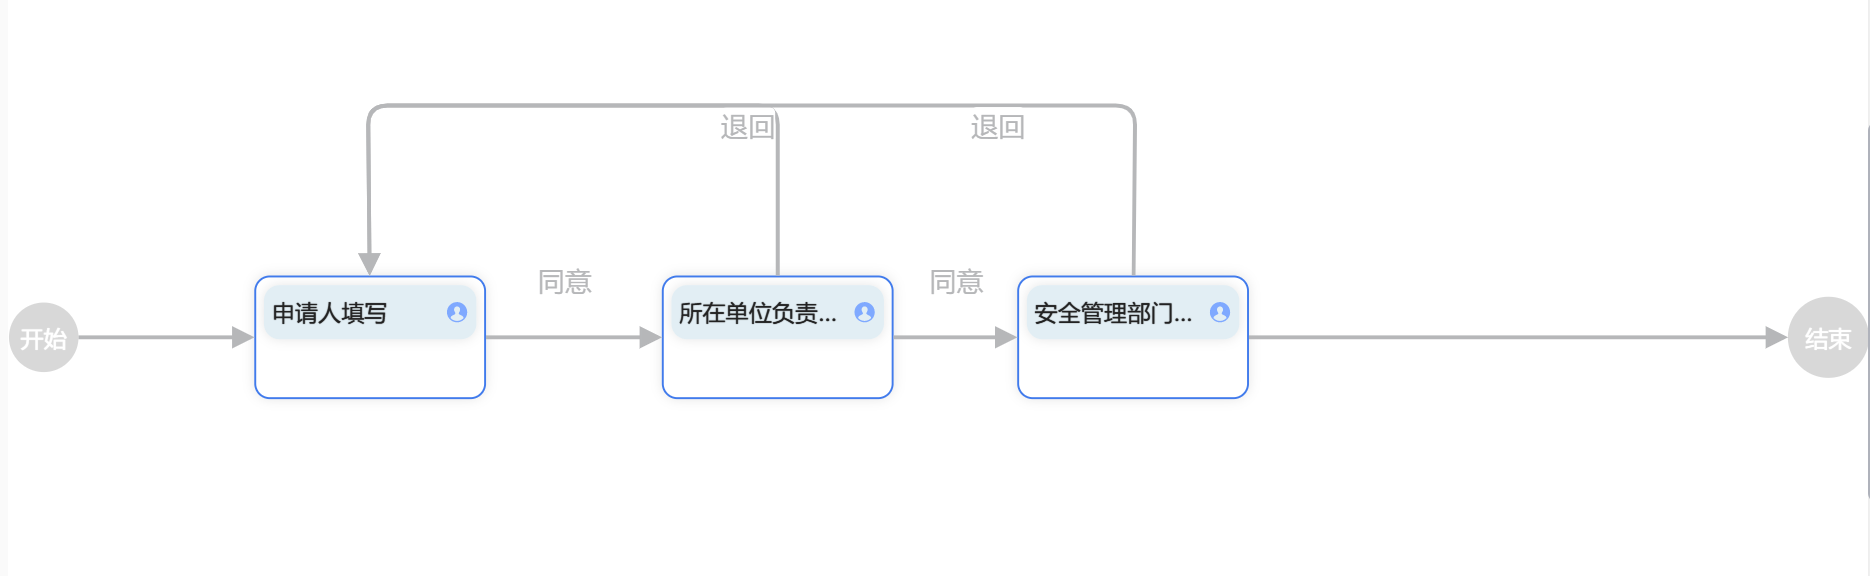 退回
退回
同意
同意
申请人填写
所在单位负责...
安全管理部门...
开始
结束